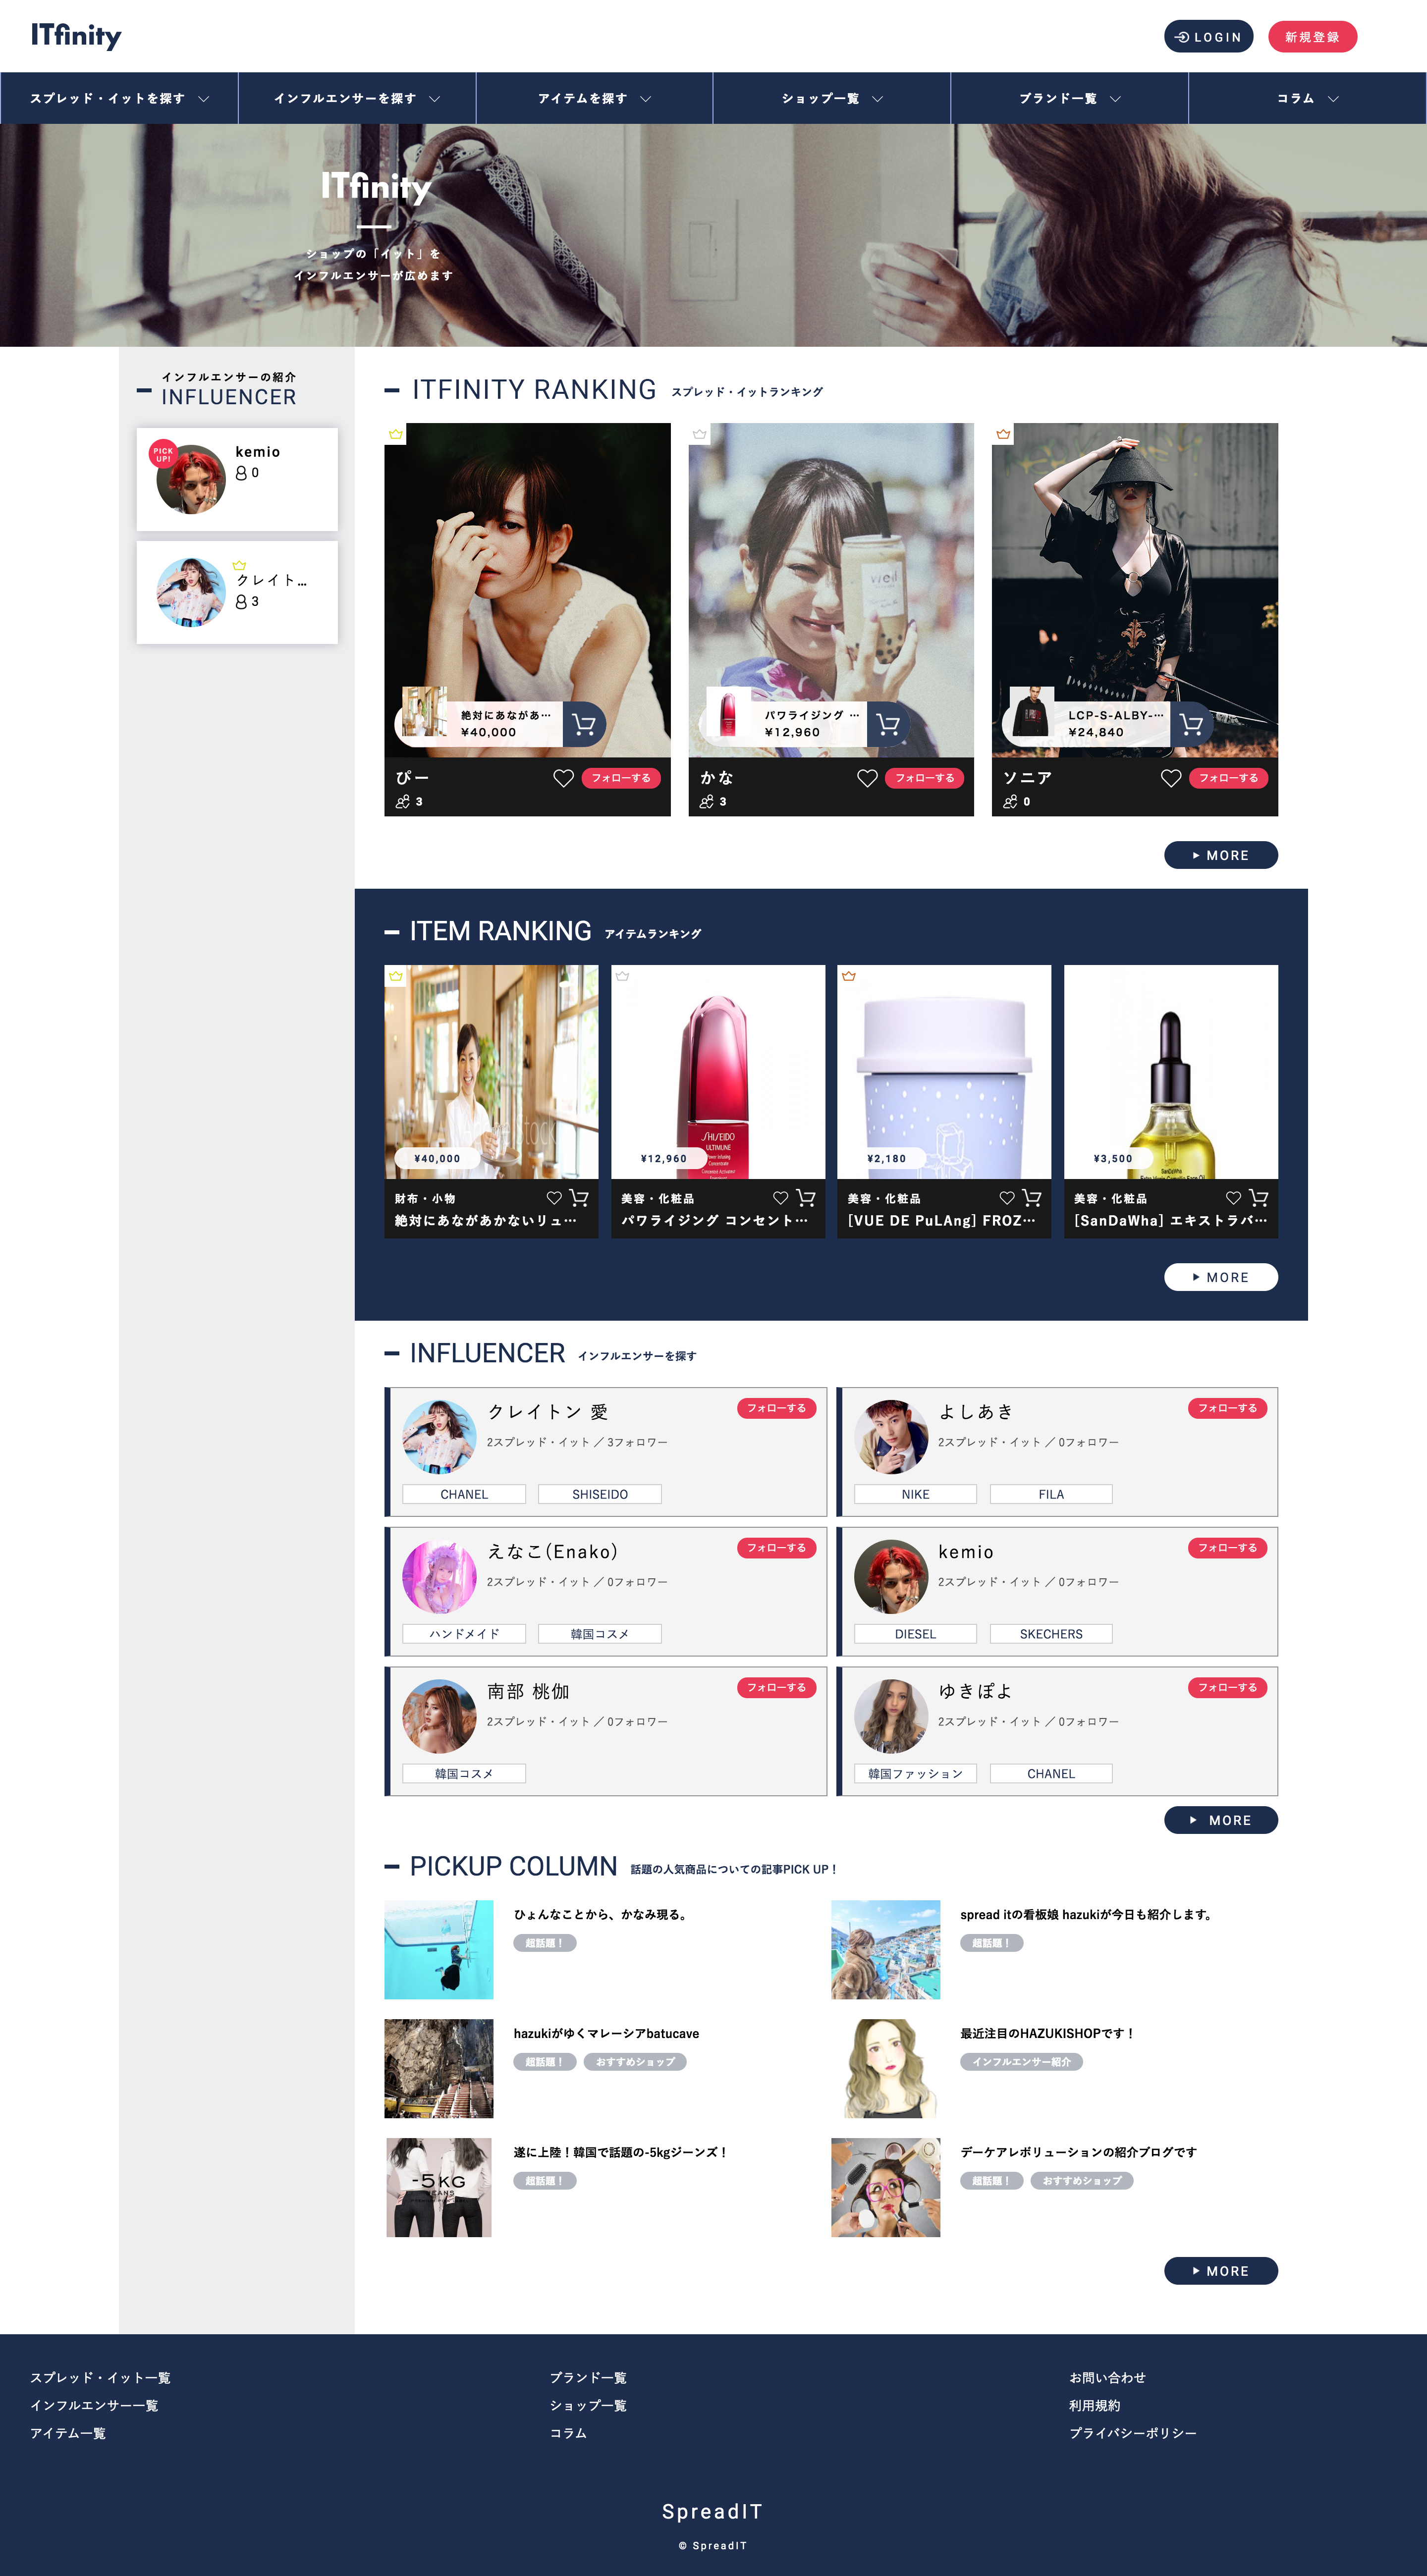 ITfinity
LOGIN
新規登録
スプレッド・イットを探す
インフルエンサーを探す
アイテムを探す
ショップ一覧
ブランド一覧
コラム
ITfinity
ショップの「イット」を
インフルエンサーが広めます
インフルエンサーの紹介
INFLUENCER
PICK
UP!
kemio
0
クレイト...
3
ITFINITY RANKING スプレッド・イットランキング
絶対にあながあ…
¥40,000
ぴー
フォローする
3
well
パワライジング …
¥12,960
かな
フォローする
3
LCP-S-ALBY-…
¥24,840
ソニア
フォローする
0
MORE
ITEM RANKING アイテムランキング
¥40,000
財布・小物
絶対にあながあかないリュ…
SHISEIDO
ULTIMUNE
¥12,960
美容・化粧品
パワライジング コンセント…
¥2,180
美容・化粧品
[VUE DE PuLAng] FROZ…
SanDaWha
¥3,500
美容・化粧品
[SanDaWha] エキストラバ…
MORE
INFLUENCER インフルエンサーを探す
クレイトン 愛
フォローする
2スプレッド・イット ／ 3フォロワー
CHANEL
SHISEIDO
よしあき
フォローする
2スプレッド・イット ／ 0フォロワー
NIKE
FILA
えなこ(Enako)
フォローする
2スプレッド・イット ／ 0フォロワー
ハンドメイド
韓国コスメ
kemio
フォローする
2スプレッド・イット ／ 0フォロワー
DIESEL
SKECHERS
南部 桃伽
フォローする
2スプレッド・イット ／ 0フォロワー
韓国コスメ
ゆきぽよ
フォローする
2スプレッド・イット ／ 0フォロワー
韓国ファッション
CHANEL
MORE
PICKUP COLUMN 話題の人気商品についての記事PICK UP！
ひょんなことから、かなみ現る。
超話題！
spread itの看板娘 hazukiが今日も紹介します。
超話題！
hazukiがゆくマレーシアbatucave
超話題！
おすすめショップ
最近注目のHAZUKISHOPです！
インフルエンサー紹介
-5KG
JEANS
遂に上陸！韓国で話題の-5kgジーンズ！
超話題！
デーケアレボリューションの紹介ブログです
超話題！
おすすめショップ
MORE
スプレッド・イット一覧
インフルエンサー一覧
アイテム一覧
ブランド一覧
ショップ一覧
コラム
お問い合わせ
利用規約
プライバシーポリシー
SpreadIT
© SpreadIT